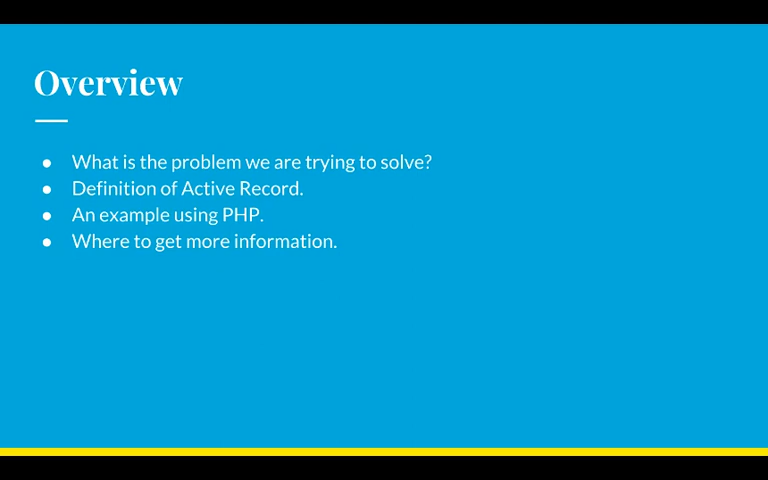 Overview
● What is the problem we are trying to solve?
● Definition of Active Record.
● An example using PHP.
● Where to get more information.